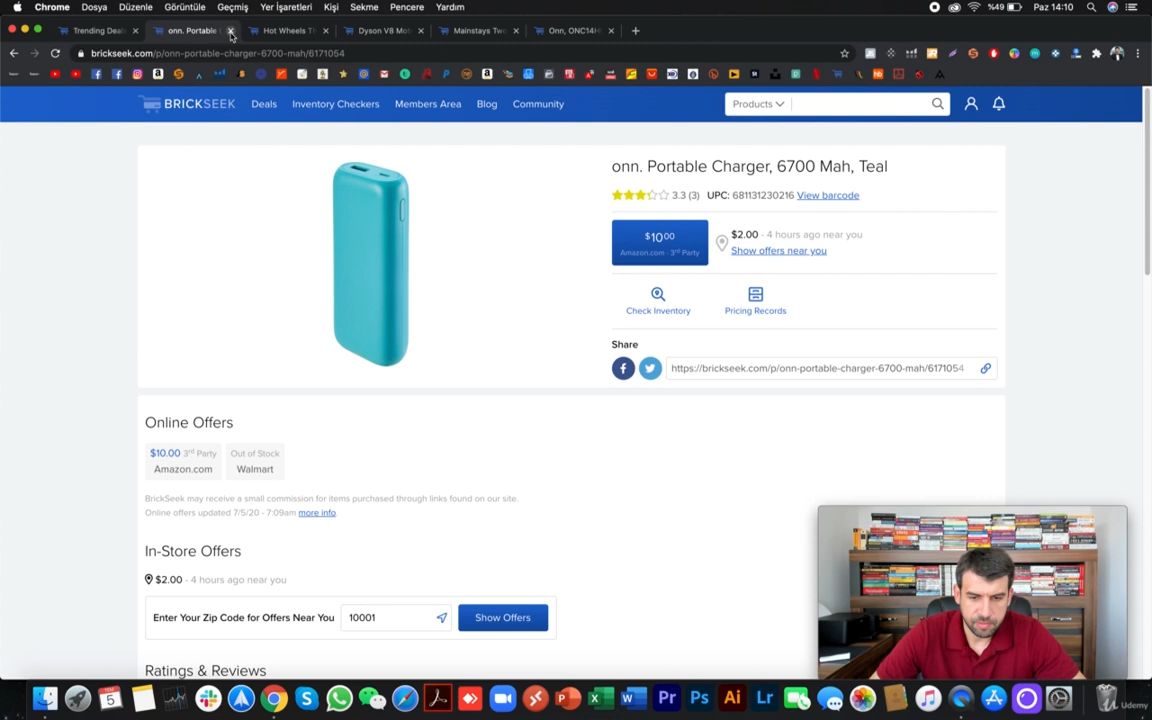 Chrome Dosya Düzenle Görüntüle Geçmiş Yer İşaretleri Kişi Sekme Pencere Yardım %49 Paz 14:10
Trending Deal onn. Portable C Hot Wheels Th Dyson V8 Mot Mainstays Two Onn, ONC14H
brickseek.com/p/onn-portable-charger-6700-mah/6171054
BRICKSEEK Deals Inventory Checkers Members Area Blog Community Products
onn. Portable Charger, 6700 Mah, Teal
3.3 (3) UPC: 681131230216 View barcode
$10⁰⁰
Amazon.com - 3rd Party
$2.00 - 4 hours ago near you
Show offers near you
Check Inventory Pricing Records
Share
https://brickseek.com/p/onn-portable-charger-6700-mah/6171054
Online Offers
$10.00 3rd Party
Amazon.com
Out of Stock
Walmart
BrickSeek may receive a small commission for items purchased through links found on our site.
Online offers updated 7/5/20 - 7:09am more info.
In-Store Offers
$2.00 - 4 hours ago near you
Enter Your Zip Code for Offers Near You 10001 Show Offers
Ratings & Reviews
Udemy